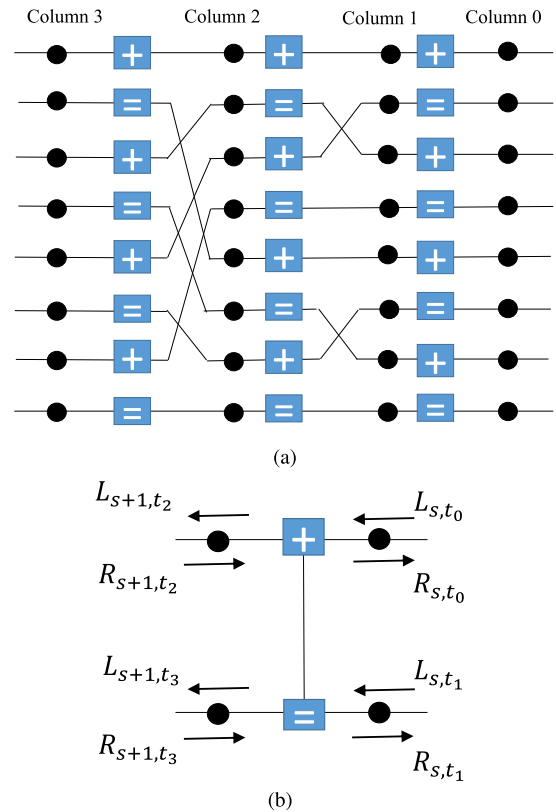 Column 3 Column 2 Column 1 Column 0
+ + +
= = =
+ = +
= + =
+ = +
= + =
+ = +
= + =
(a)
L_{s+1,t_2} L_{s,t_0}
+
R_{s+1,t_2} R_{s,t_0}
L_{s+1,t_3} L_{s,t_1}
=
R_{s+1,t_3} R_{s,t_1}
(b)